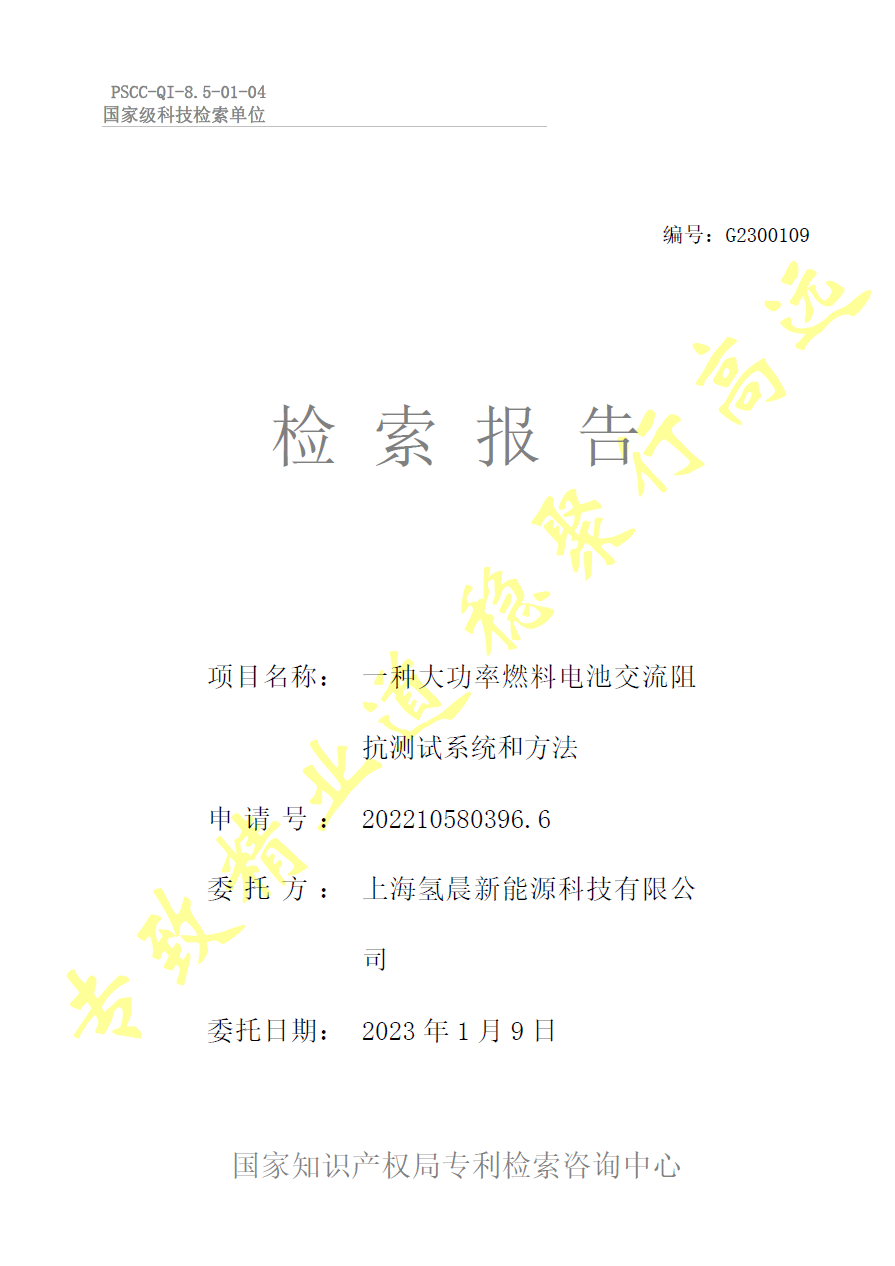 PSCC-QI-8.5-01-04
国家级科技检索单位
编号：G2300109
检 索 报 告
项目名称： 一种大功率燃料电池交流阻
抗测试系统和方法
申 请 号 ： 202210580396.6
委 托 方 ： 上海氢晨新能源科技有限公
司
委托日期： 2023 年 1 月 9 日
国家知识产权局专利检索咨询中心
专致精业道稳聚行高远